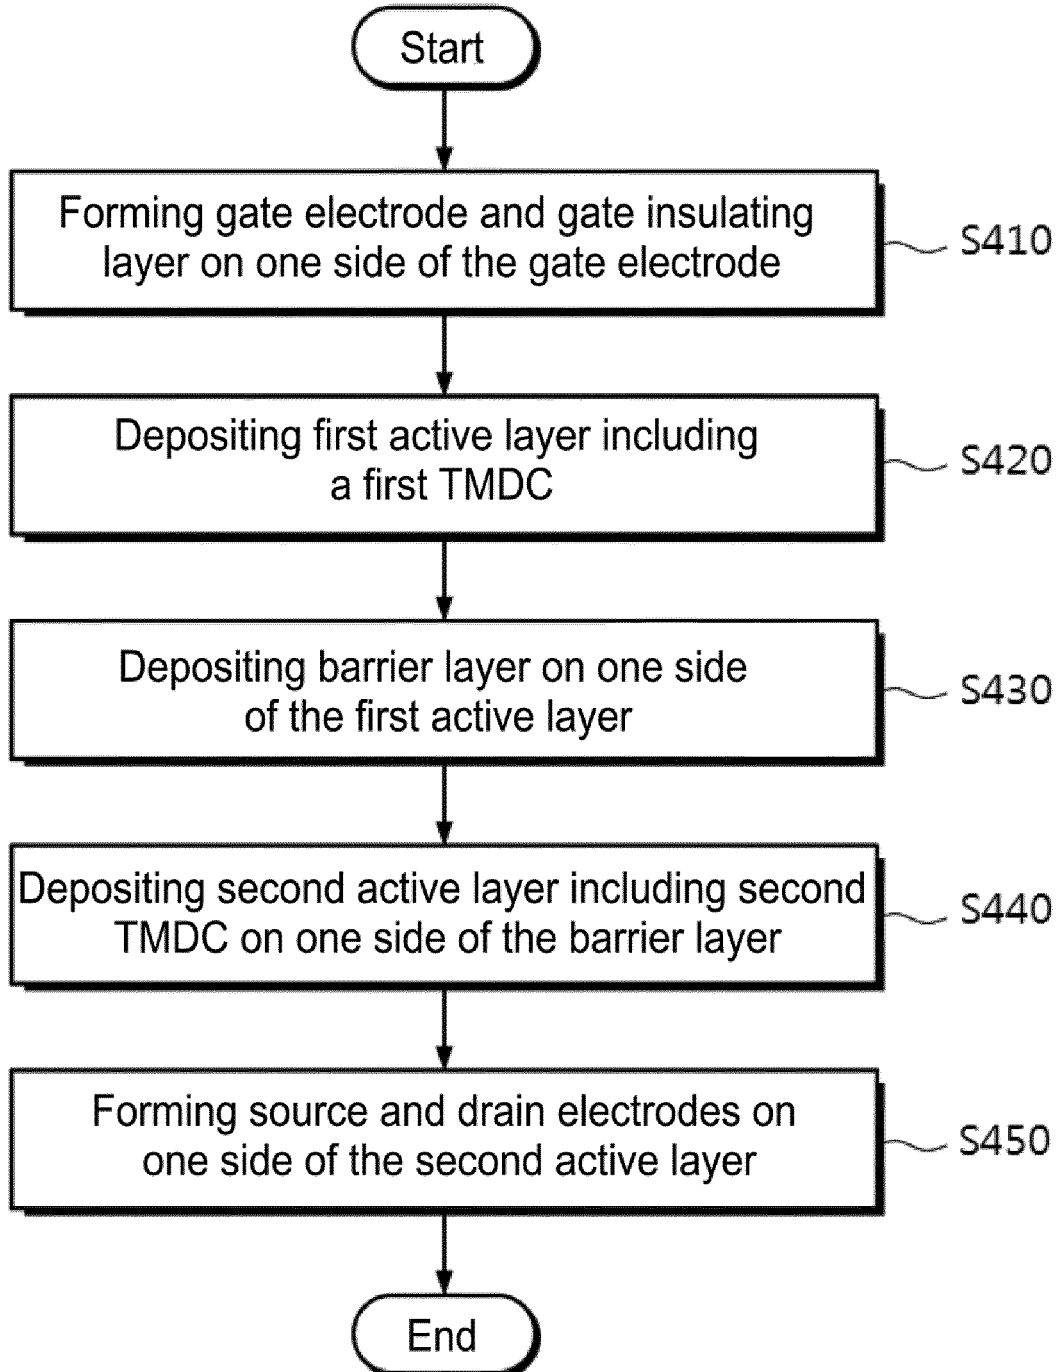 Start
Forming gate electrode and gate insulating
layer on one side of the gate electrode
S410
Depositing first active layer including
a first TMDC
S420
Depositing barrier layer on one side
of the first active layer
S430
Depositing second active layer including second
TMDC on one side of the barrier layer
S440
Forming source and drain electrodes on
one side of the second active layer
S450
End